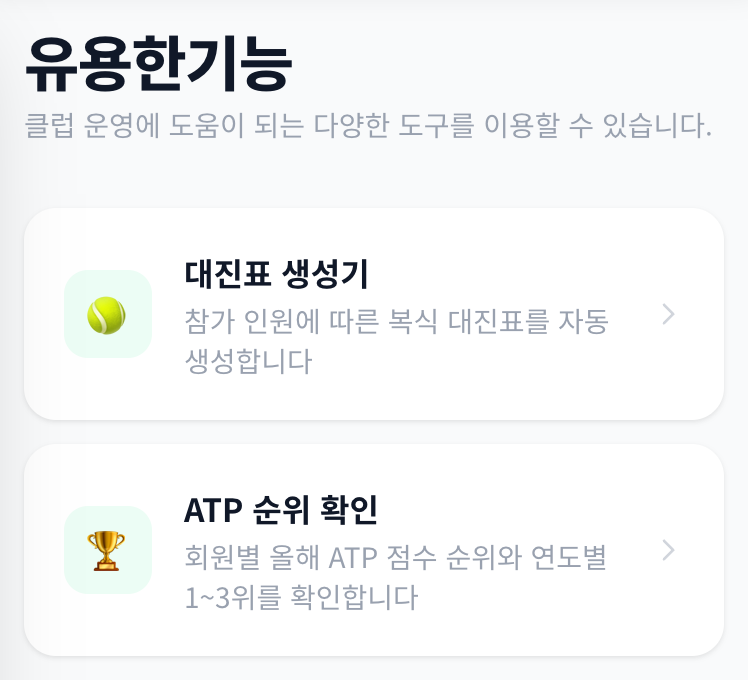 유용한기능
클럽 운영에 도움이 되는 다양한 도구를 이용할 수 있습니다.
대진표 생성기
참가 인원에 따른 복식 대진표를 자동
생성합니다
ATP 순위 확인
회원별 올해 ATP 점수 순위와 연도별
1~3위를 확인합니다